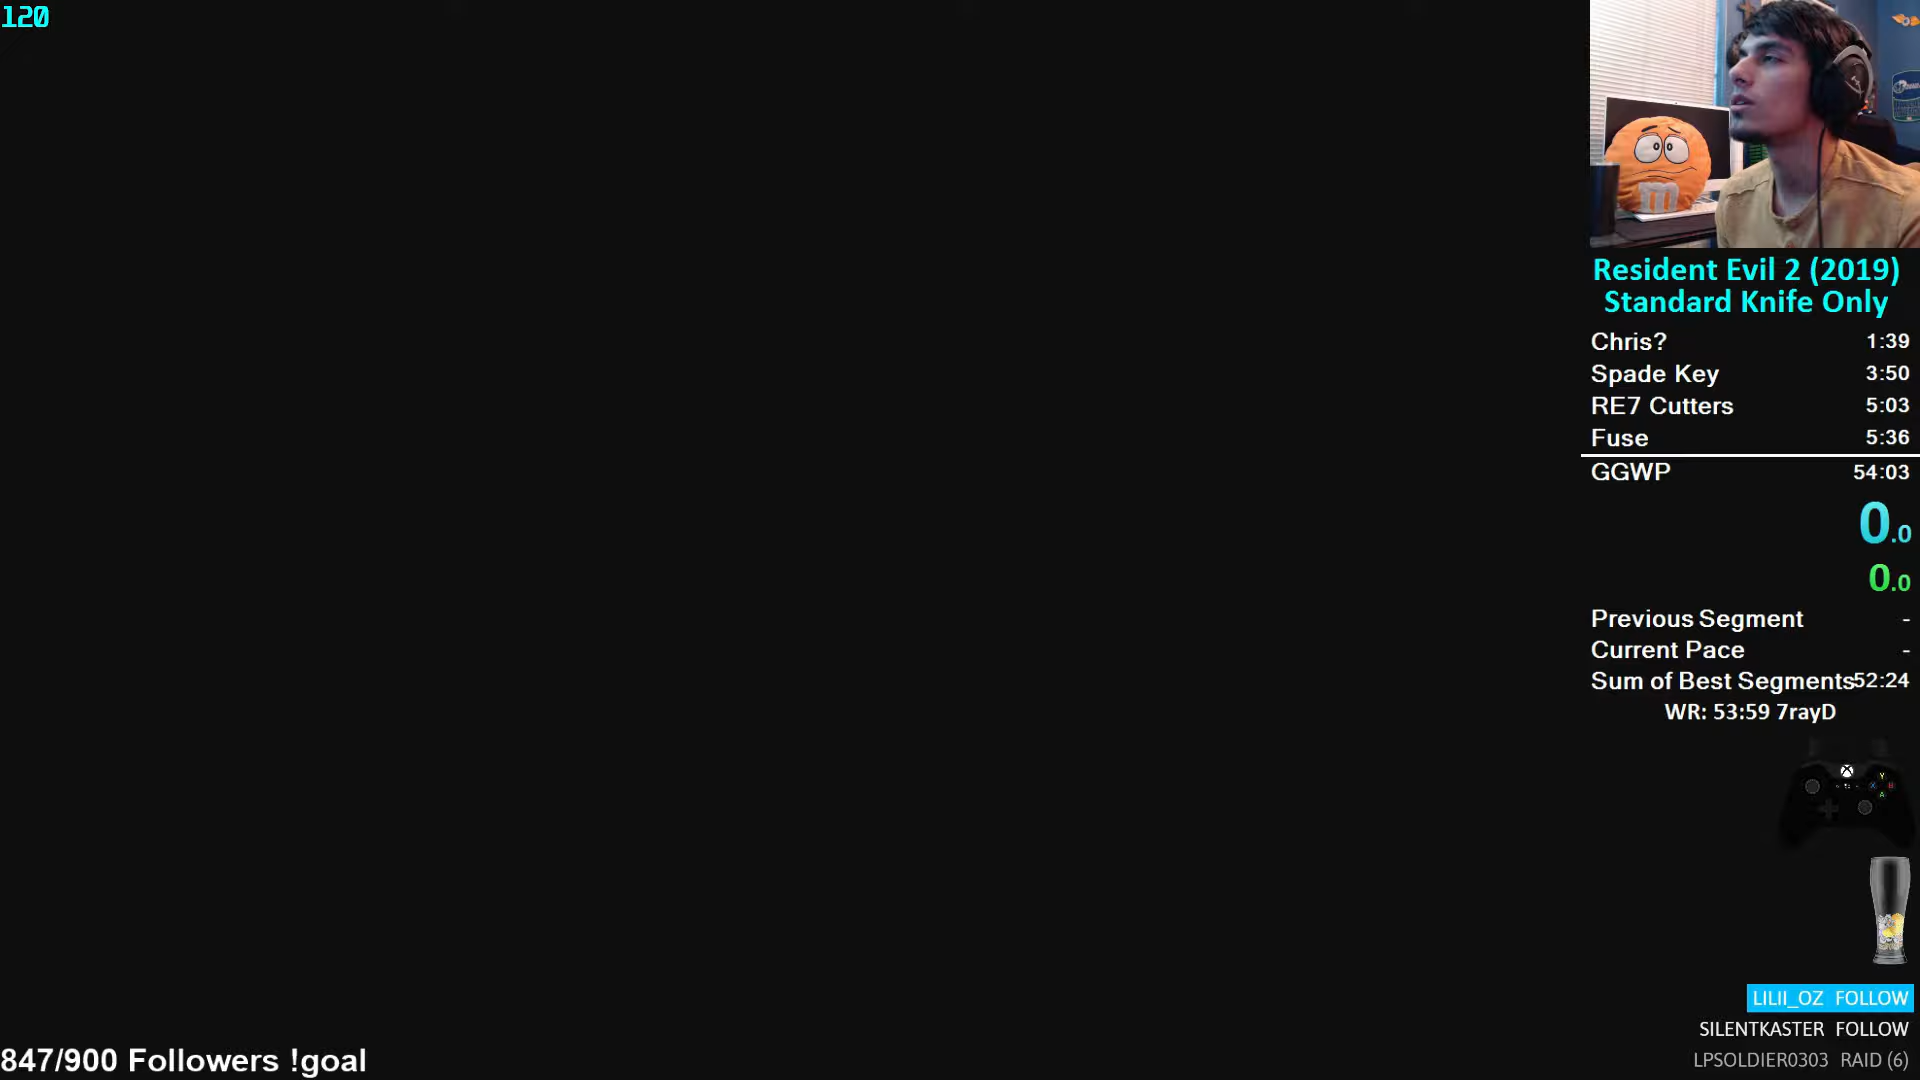 120
Resident Evil 2 (2019)
Standard Knife Only
Chris? 1:39
Spade Key 3:50
RE7 Cutters 5:03
Fuse 5:36
GGWP 54:03
0.0
0.0
Previous Segment -
Current Pace -
Sum of Best Segments 52:24
WR: 53:59 7rayD
Y
X B
A
LILII_OZ FOLLOW
SILENTKASTER FOLLOW
LPSOLDIER0303 RAID (6)
847/900 Followers !goal
m